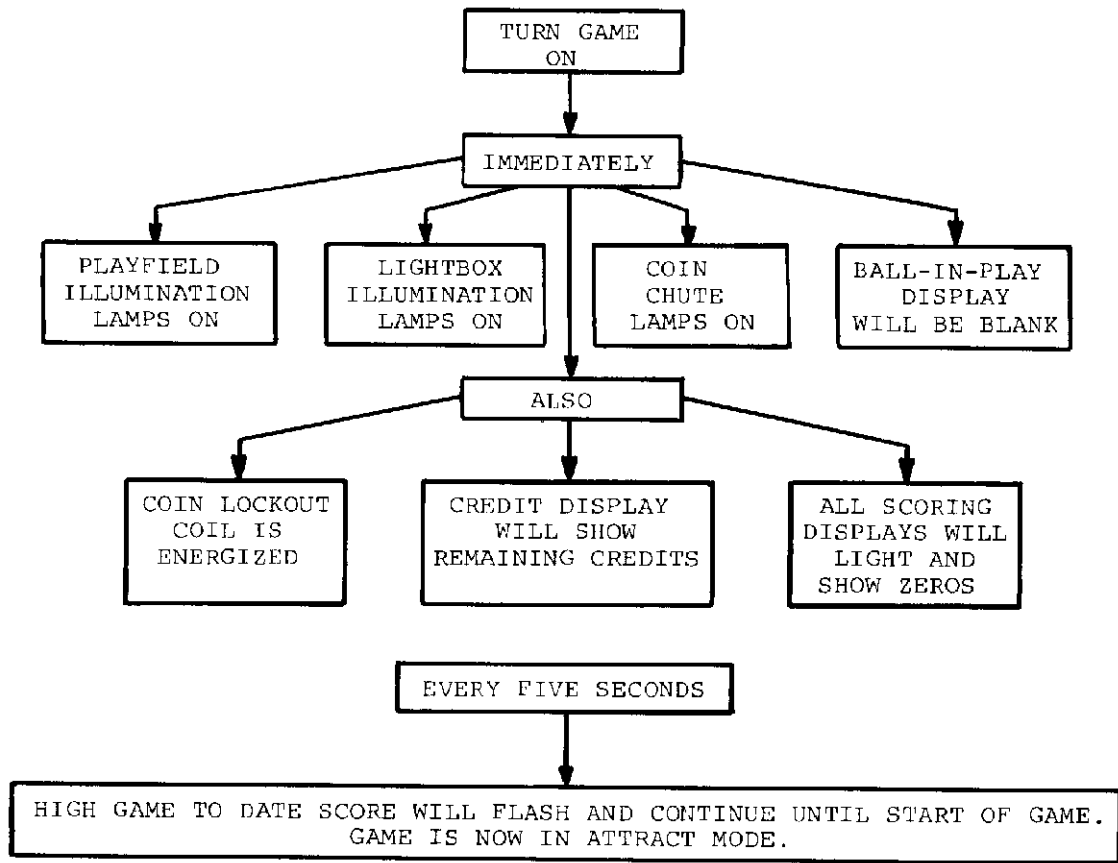 TURN GAME
ON
IMMEDIATELY
PLAYFIELD
ILLUMINATION
LAMPS ON
LIGHTBOX
ILLUMINATION
LAMPS ON
COIN
CHUTE
LAMPS ON
BALL-IN-PLAY
DISPLAY
WILL BE BLANK
ALSO
COIN LOCKOUT
COIL IS
ENERGIZED
CREDIT DISPLAY
WILL SHOW
REMAINING CREDITS
ALL SCORING
DISPLAYS WILL
LIGHT AND
SHOW ZEROS
EVERY FIVE SECONDS
HIGH GAME TO DATE SCORE WILL FLASH AND CONTINUE UNTIL START OF GAME.
GAME IS NOW IN ATTRACT MODE.